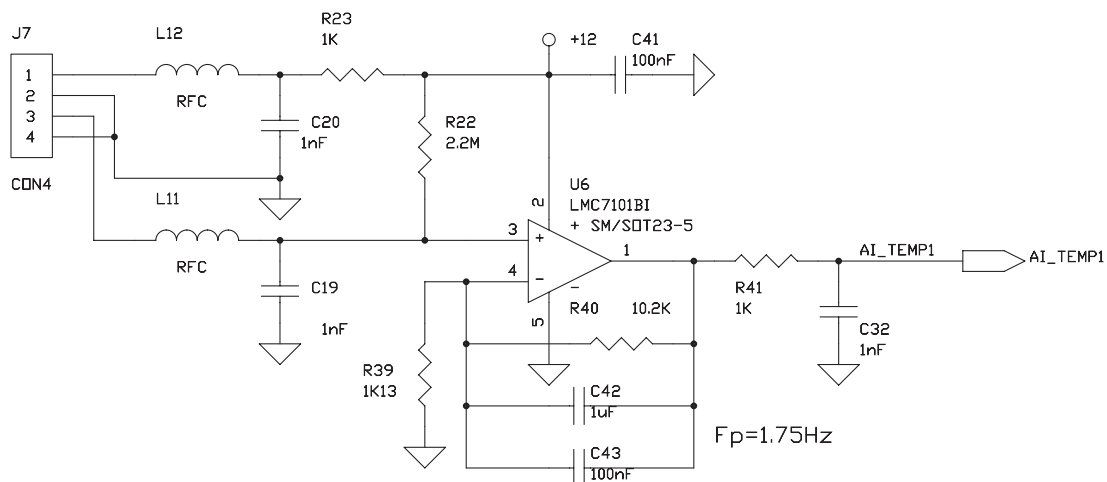 J7
1
2
3
4
CON4
L12
RFC
R23
1K
C20
1nF
+12
C41
100nF
R22
2.2M
L11
RFC
C19
1nF
U6
LMC7101BI
+ SM/SOT23-5
2
3
+
4
-
-
1
5
R40 10.2K
R39
1K13
C42
1uF
C43
100nF
R41
1K
AI_TEMP1
AI_TEMP1
C32
1nF
Fp=1.75Hz